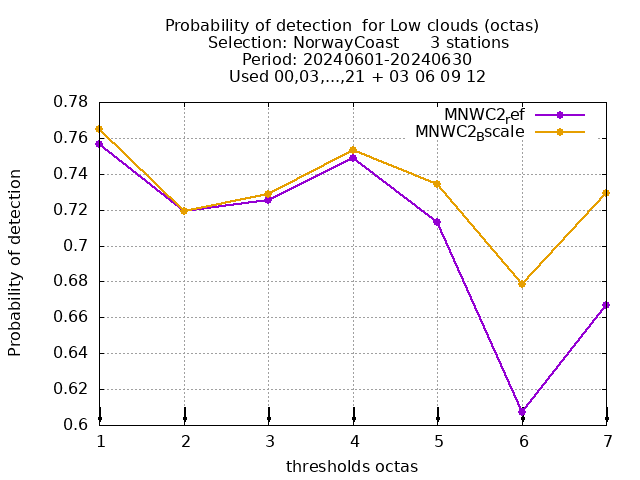 Probability of detection  for Low clouds (octas)
Selection: NorwayCoast      3 stations
Period: 20240601-20240630
Used 00,03,...,21 + 03 06 09 12
MNWC2_ref
MNWC2_Bscale
0.78
0.76
0.74
0.72
0.7
0.68
0.66
0.64
0.62
0.6
Probability of detection
1 2 3 4 5 6 7
thresholds octas